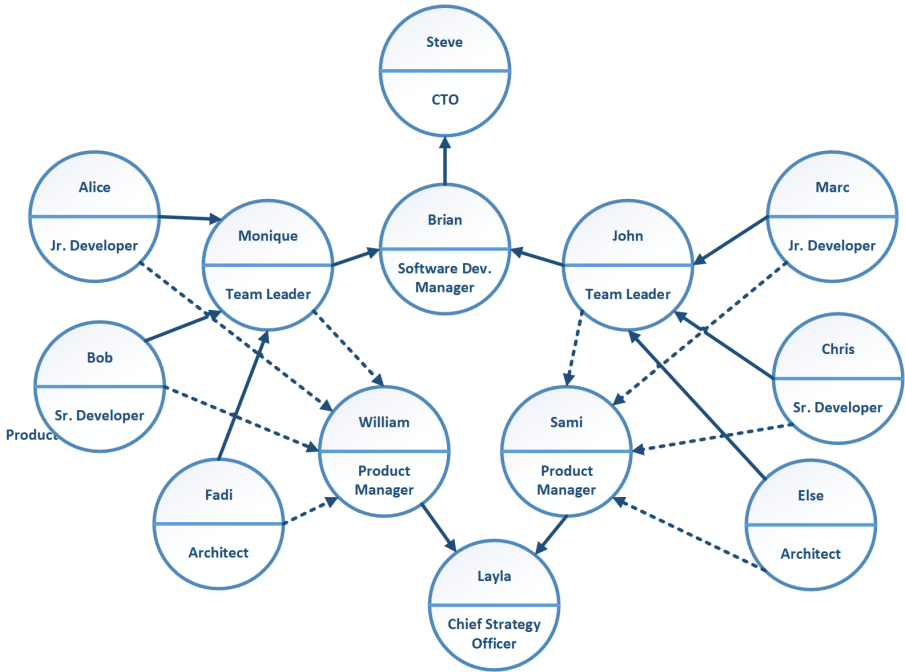 Steve
CTO
Alice
Jr. Developer
Monique
Team Leader
Brian
Software Dev.
Manager
John
Team Leader
Marc
Jr. Developer
Bob
Sr. Developer
Product
Chris
Sr. Developer
William
Product
Manager
Sami
Product
Manager
Fadi
Architect
Else
Architect
Layla
Chief Strategy
Officer